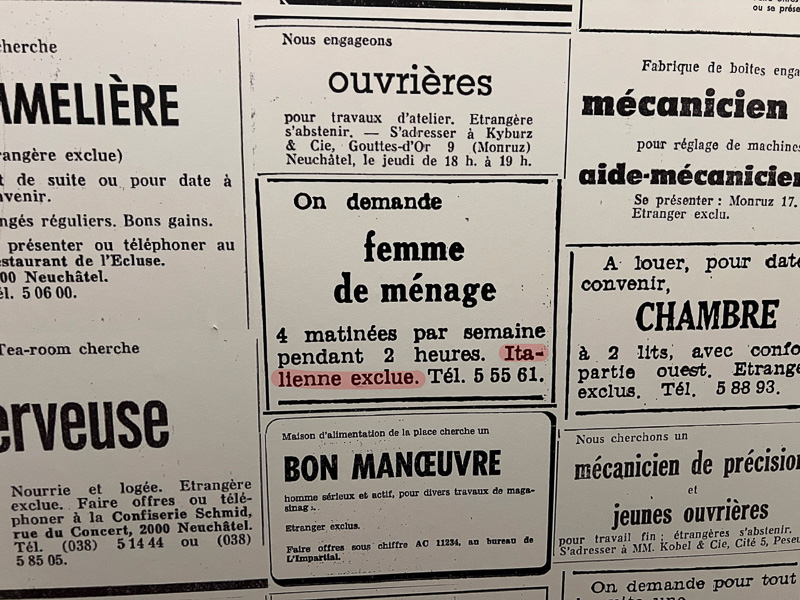 cherche
MMELIÈRE
rangère exclue)
t de suite ou pour date à
nvenir.
ngés réguliers. Bons gains.
présenter ou téléphoner au
estaurant de l'Ecluse.
00 Neuchâtel.
él. 5 06 00.
Tea-room cherche
erveuse
Nourrie et logée. Etrangère
exclue. Faire offres ou télé-
phoner à la Confiserie Schmid,
rue du Concert, 2000 Neuchâtel.
Tél. (038) 5 14 44 ou (038)
5 85 05.
Nous engageons
ouvrières
pour travaux d'atelier. Etrangère
s'abstenir. — S'adresser à Kyburz
& Cie, Gouttes-d'Or 9 (Monruz)
Neuchâtel, le jeudi de 18 h. à 19 h.
On demande
femme
de ménage
4 matinées par semaine
pendant 2 heures. Ita-
lienne exclue. Tél. 5 55 61.
Maison d'alimentation de la place cherche un
BON MANŒUVRE
homme sérieux et actif, pour divers travaux de maga-
sinag
Etranger exclus.
Faire offres sous chiffre AC 11234, au bureau de
L'Impartial.
ou se prése
Fabrique de boîtes enga
mécanicien
pour réglage de machines
aide-mécanicien
Se présenter : Monruz 17.
Etranger exclu.
A louer, pour date
convenir,
CHAMBRE
à 2 lits, avec confo
partie ouest. Etrange
exclus. Tél. 5 88 93.
Nous cherchons un
mécanicien de précision
et
jeunes ouvrières
pour travail fin ; étrangères s'abstenir.
S'adresser à MM. Kobel & Cie, Cité 5, Peseu
On demande pour tout